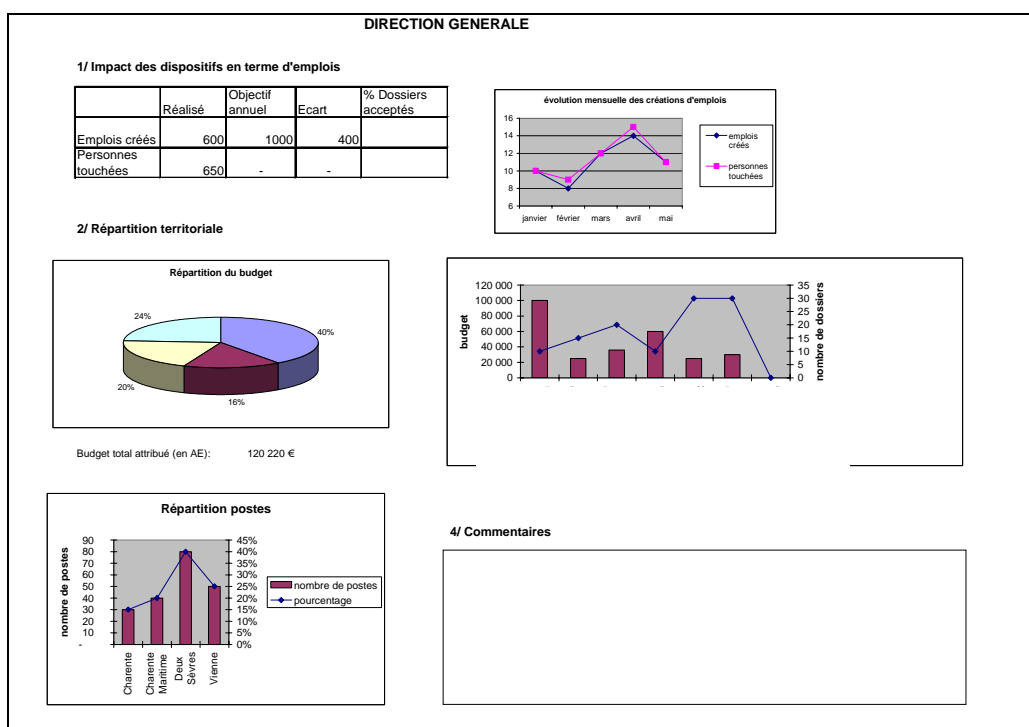 DIRECTION GENERALE
1/ Impact des dispositifs en terme d'emplois
Réalisé Objectif annuel Ecart % Dossiers acceptés
Emplois créés 600 1000 400
Personnes touchées 650 - -
évolution mensuelle des créations d'emplois
16
14
12
10
8
6
janvier février mars avril mai
emplois créés
personnes touchées
2/ Répartition territoriale
Répartition du budget
24%
40%
20%
16%
Budget total attribué (en AE): 120 220 €
budget
120 000
100 000
80 000
60 000
40 000
20 000
0
35
30
25
20
15
10
5
0
nombre de dossiers
Répartition postes
nombre de postes
90
80
70
60
50
40
30
20
10
-
45%
40%
35%
30%
25%
20%
15%
10%
5%
0%
Charente
Charente Maritime
Deux Sèvres
Vienne
nombre de postes
pourcentage
4/ Commentaires